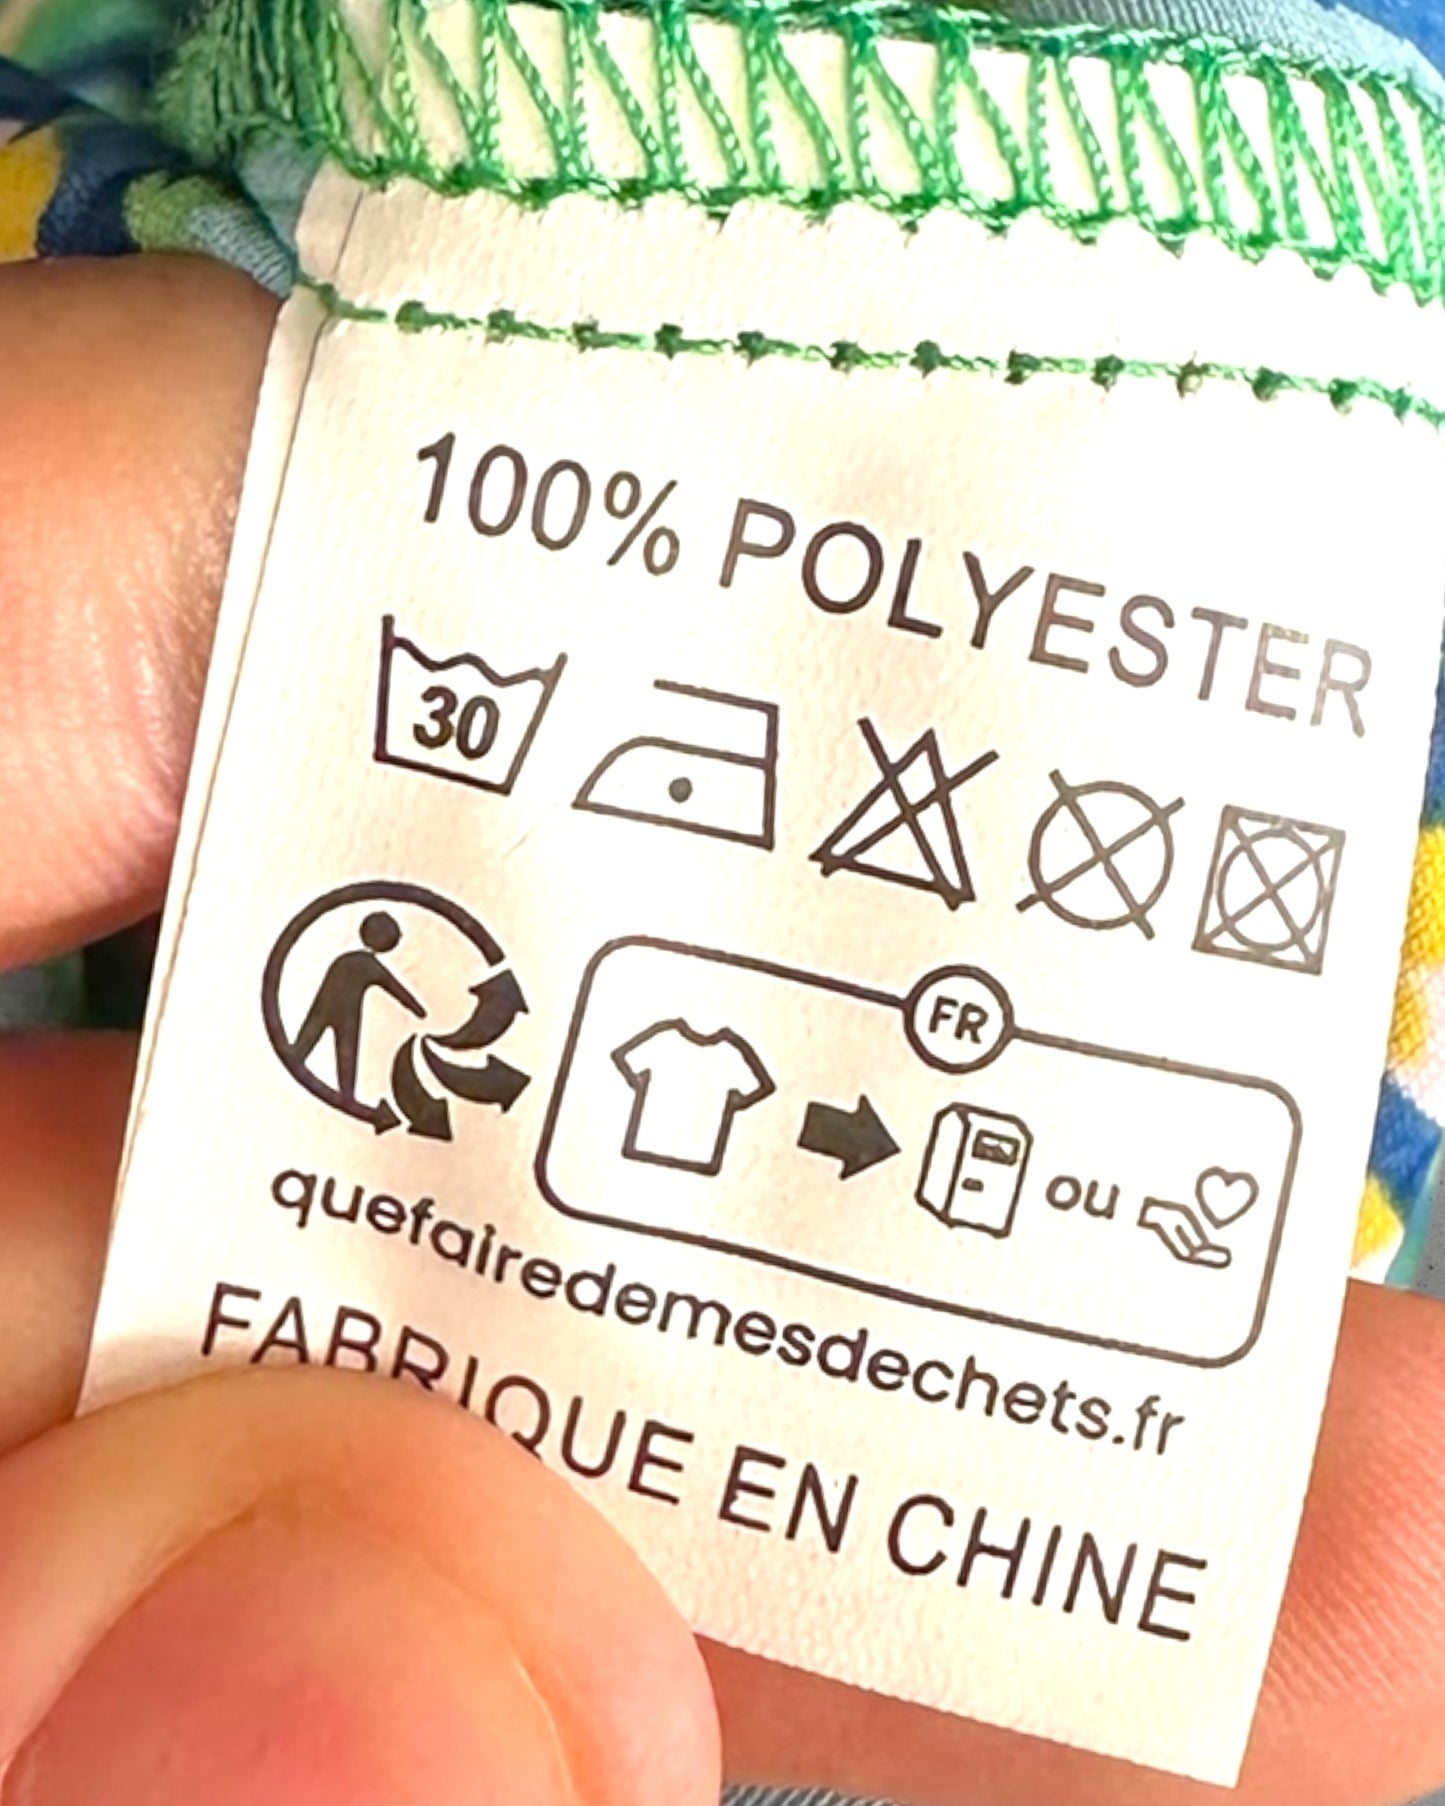 100% POLYESTER
30
FR
ou
quefairedemesdechets.fr
FABRIQUE EN CHINE